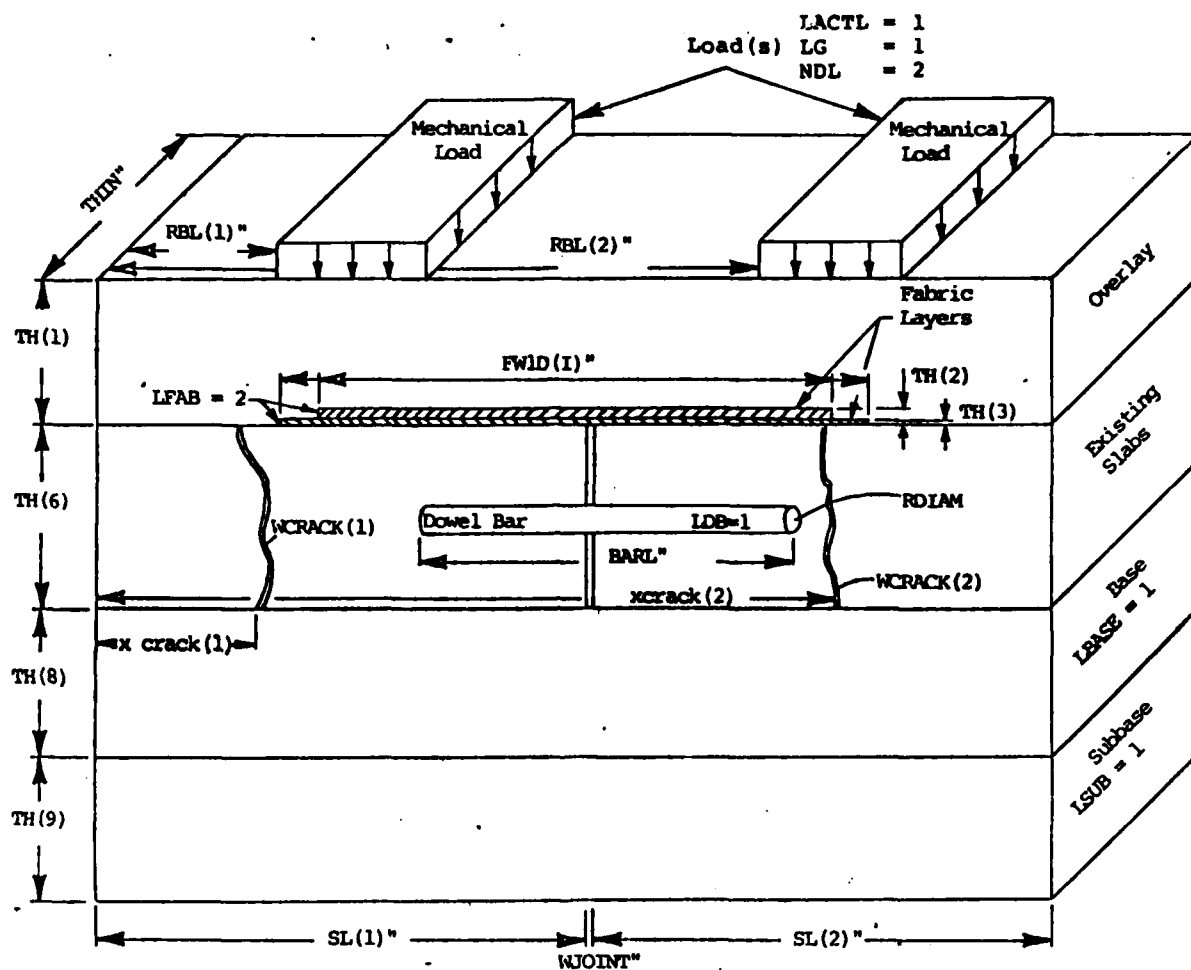 LACTL = 1
Load(s) LG = 1
NDL = 2
Mechanical
Load
Mechanical
Load
THIN"
RBL(1)"
RBL(2)"
Overlay
TH(1)
Fabric
Layers
FW1D(I)"
TH(2)
LFAB = 2
TH(3)
Existing
Slabs
TH(6)
RDIAM
Dowel Bar
LDB=1
WCRACK(1)
BARL"
WCRACK(2)
xcrack(2)
Base
LBASE = 1
x crack(1)
TH(8)
Subbase
LSUB = 1
TH(9)
SL(1)"
SL(2)"
WJOINT"